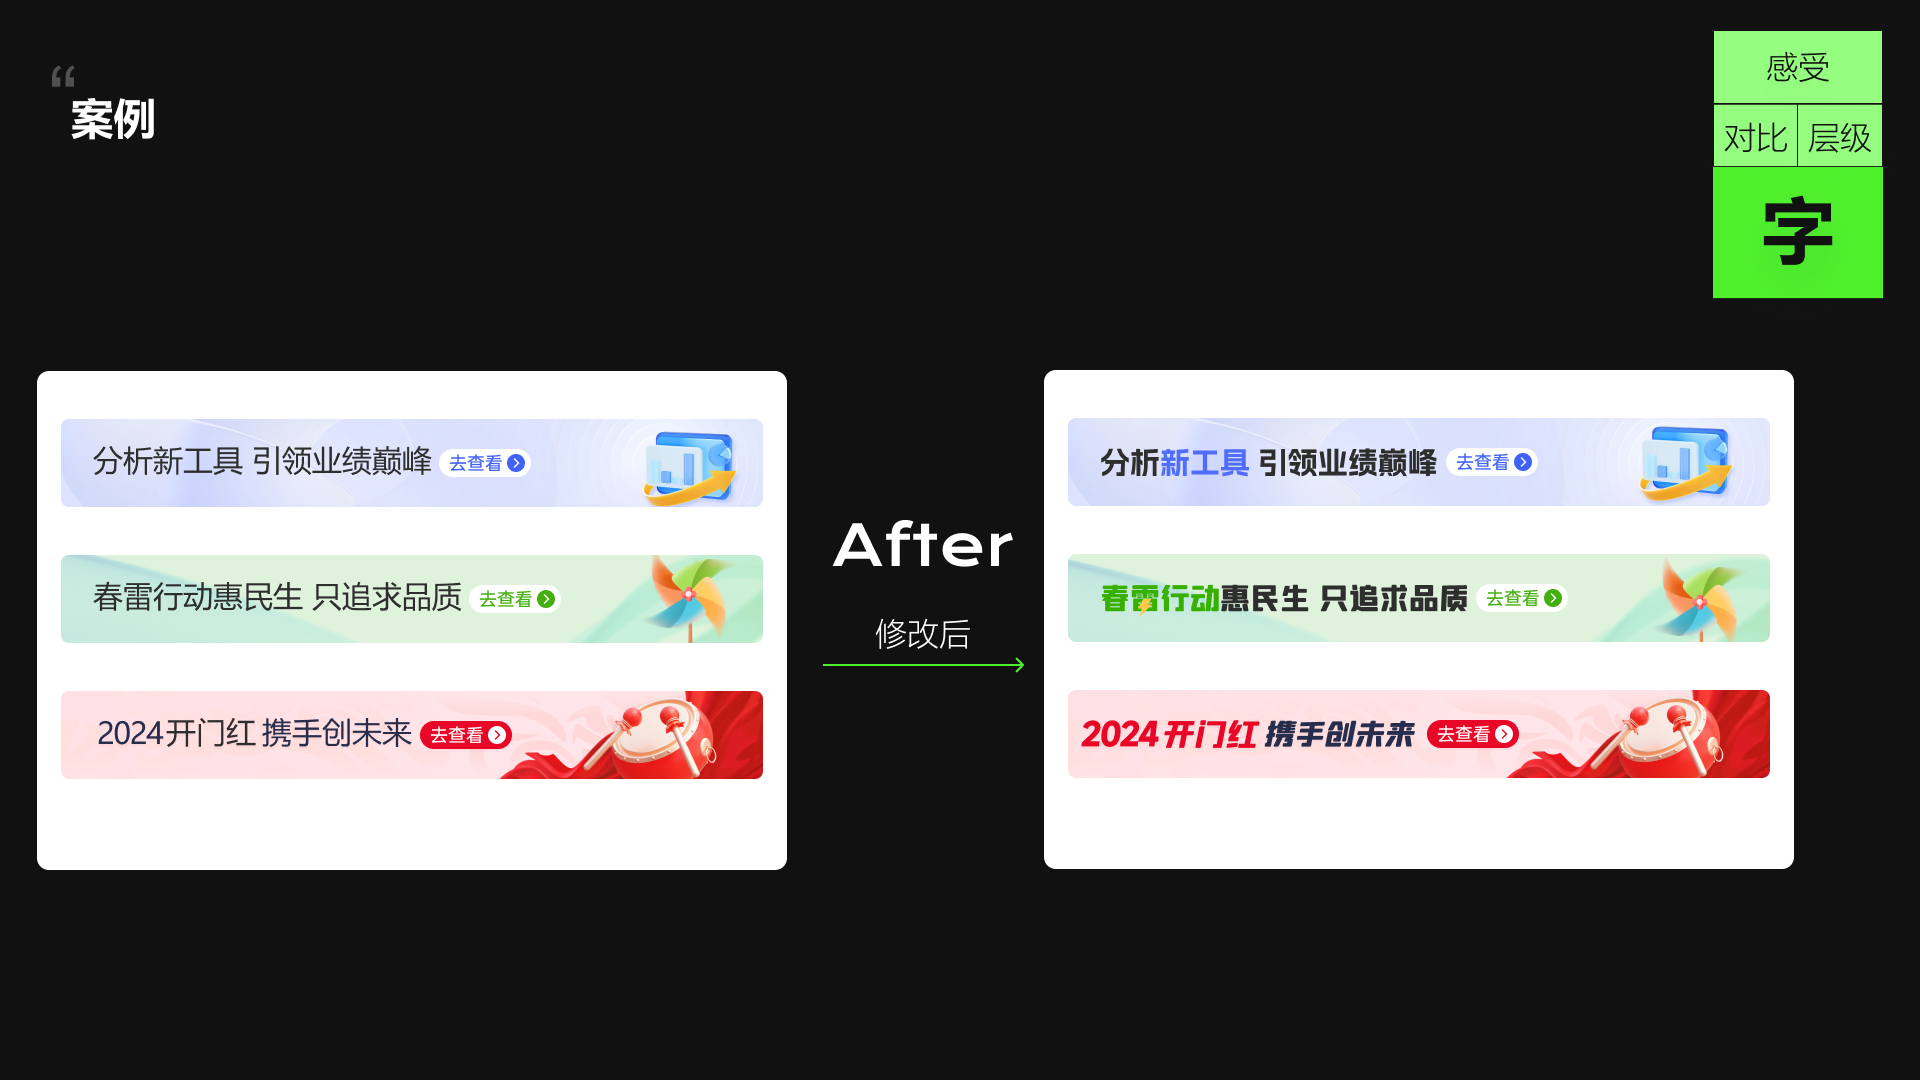 “
案例
感受
对比 层级
字
分析新工具 引领业绩巅峰 去查看
春雷行动惠民生 只追求品质 去查看
2024开门红 携手创未来 去查看
After
修改后
分析新工具 引领业绩巅峰 去查看
春雷行动惠民生 只追求品质 去查看
2024开门红 携手创未来 去查看